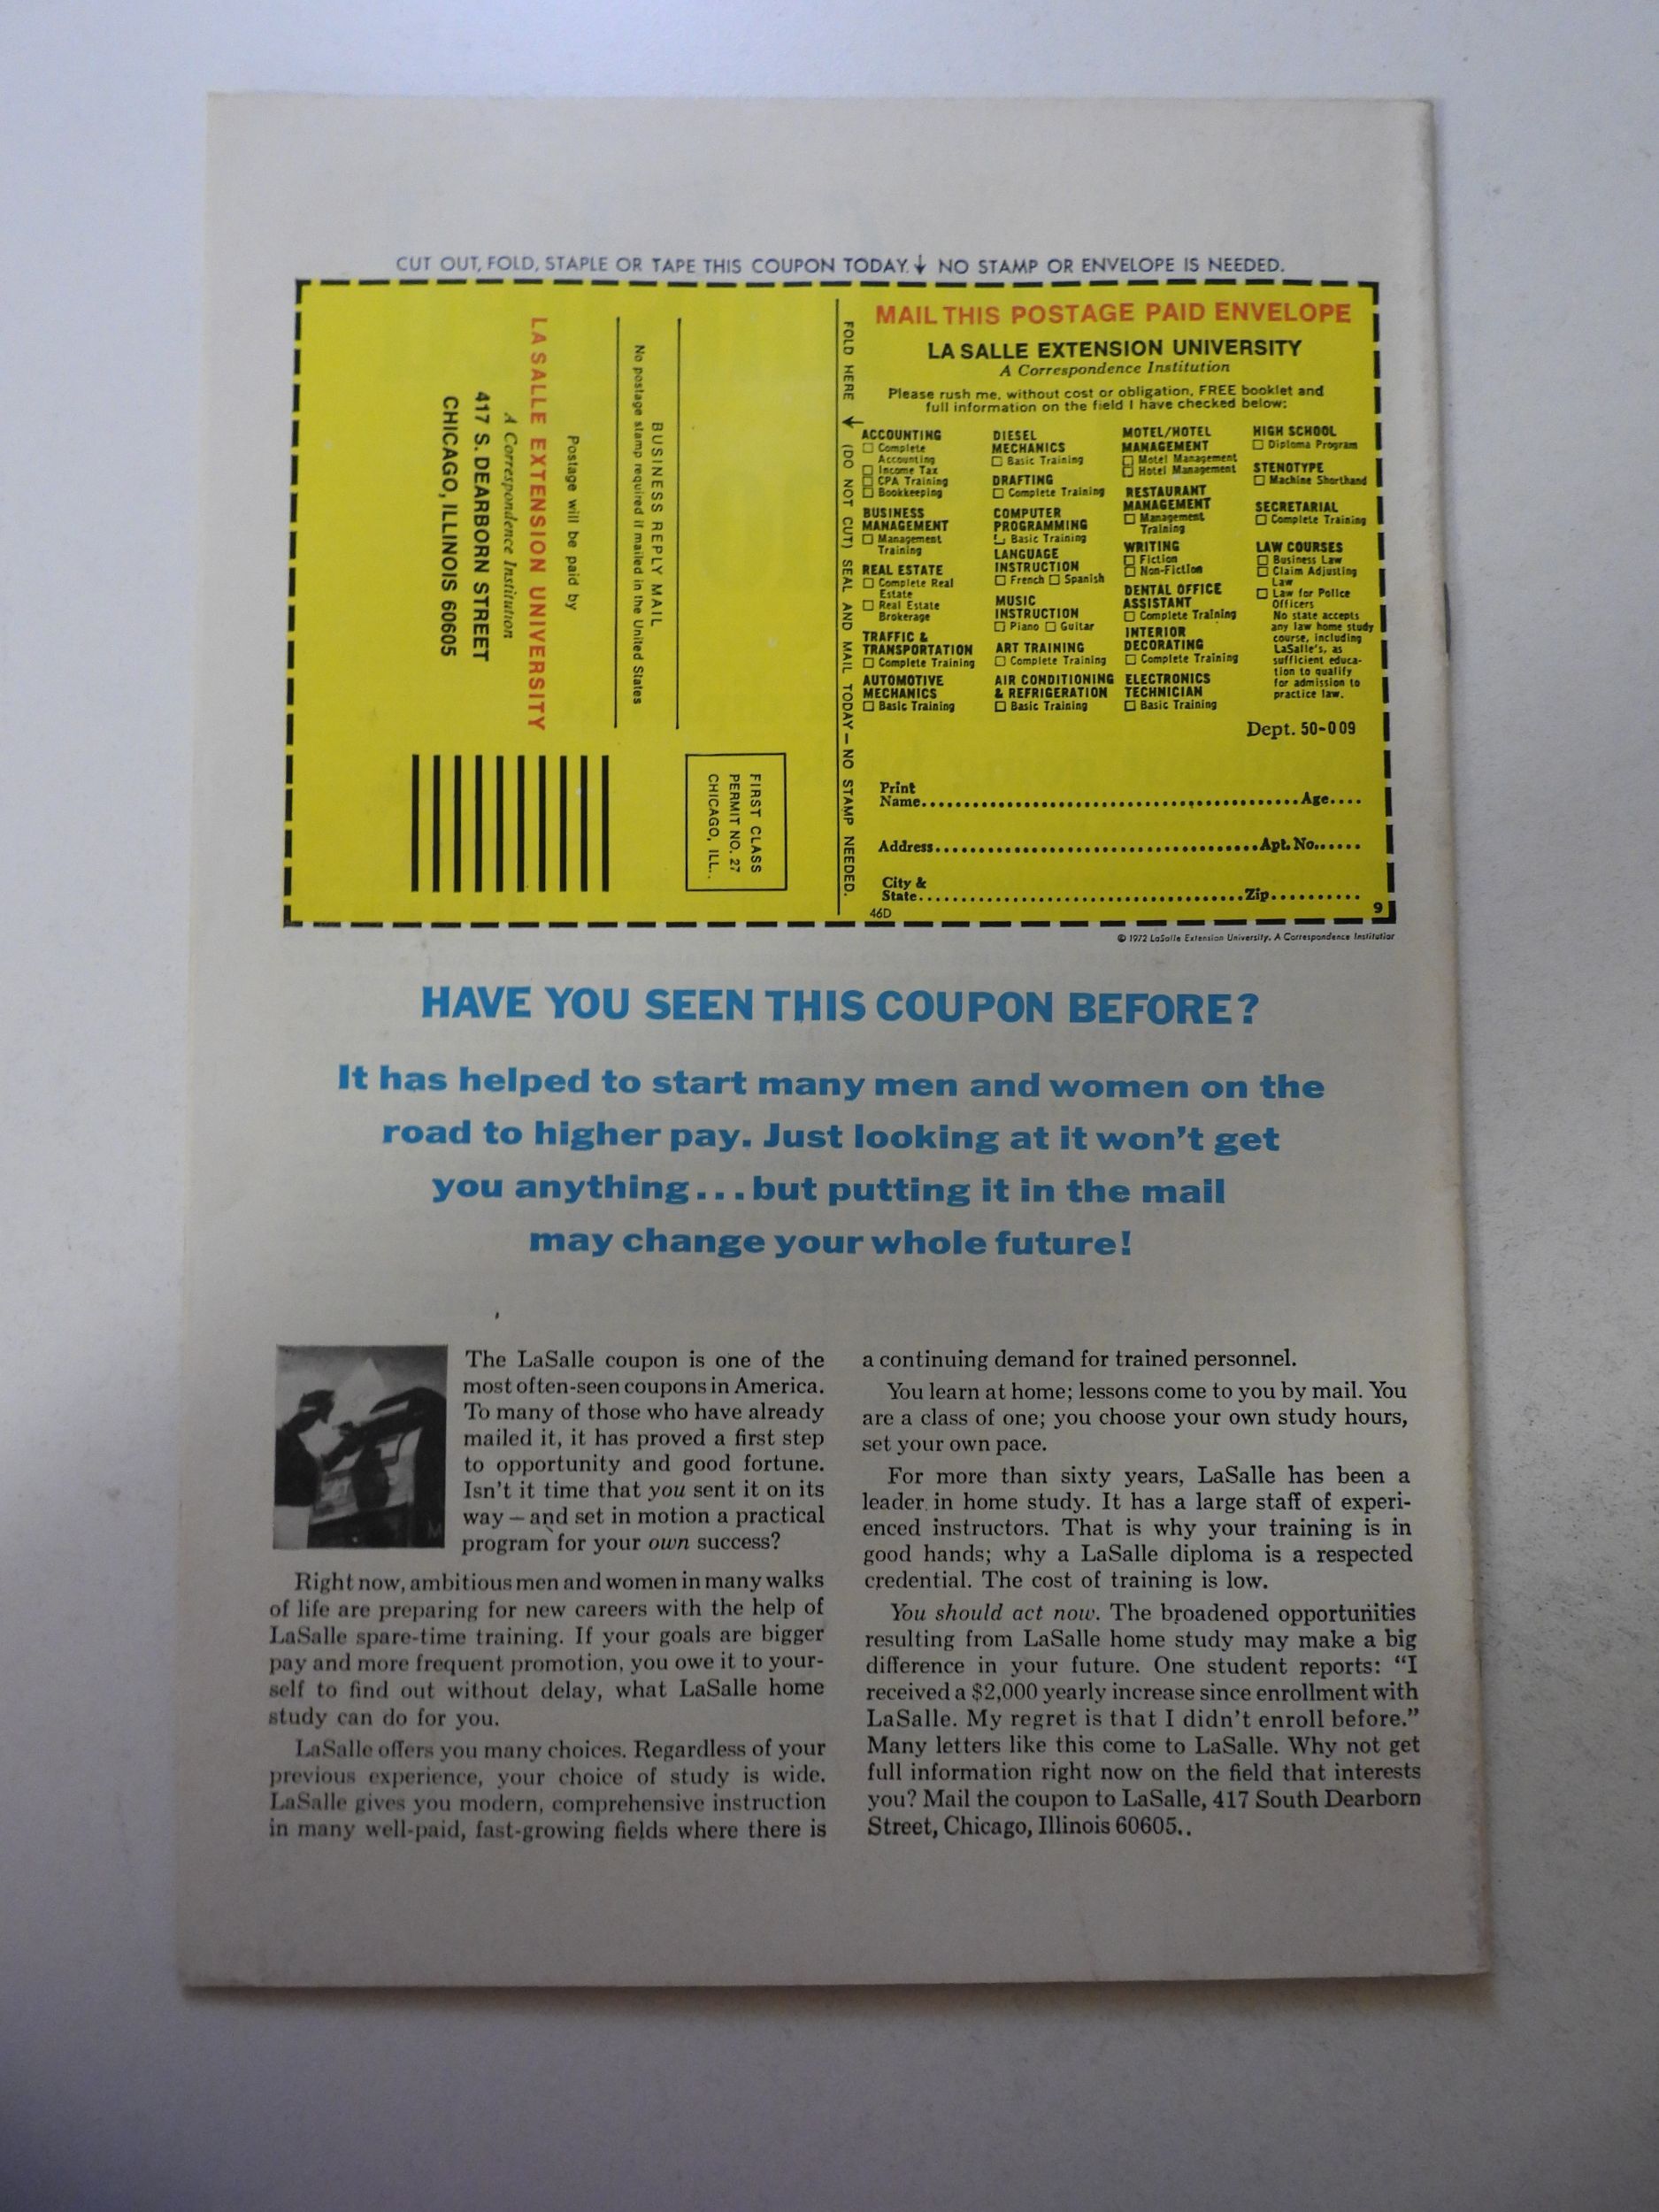 CUT OUT, FOLD, STAPLE OR TAPE THIS COUPON TODAY.↓ NO STAMP OR ENVELOPE IS NEEDED.
BUSINESS REPLY MAIL
No postage stamp required if mailed in the United States
Postage will be paid by
LA SALLE EXTENSION UNIVERSITY
A Correspondence Institution
417 S. DEARBORN STREET
CHICAGO, ILLINOIS 60605
FIRST CLASS
PERMIT NO. 27
CHICAGO, ILL..
FOLD HERE ↓ (DO NOT CUT) SEAL AND MAIL TODAY — NO STAMP NEEDED.
MAIL THIS POSTAGE PAID ENVELOPE
LA SALLE EXTENSION UNIVERSITY
A Correspondence Institution
Please rush me, without cost or obligation, FREE booklet and
full information on the field I have checked below:
ACCOUNTING
☐ Complete
Accounting
☐ Income Tax
☐ CPA Training
☐ Bookkeeping
BUSINESS
MANAGEMENT
☐ Management
Training
REAL ESTATE
☐ Complete Real
Estate
☐ Real Estate
Brokerage
TRAFFIC &
TRANSPORTATION
☐ Complete Training
AUTOMOTIVE
MECHANICS
☐ Basic Training
DIESEL
MECHANICS
☐ Basic Training
DRAFTING
☐ Complete Training
COMPUTER
PROGRAMMING
☐ Basic Training
LANGUAGE
INSTRUCTION
☐ French ☐ Spanish
MUSIC
INSTRUCTION
☐ Piano ☐ Guitar
ART TRAINING
☐ Complete Training
AIR CONDITIONING
& REFRIGERATION
☐ Basic Training
MOTEL/HOTEL
MANAGEMENT
☐ Motel Management
☐ Hotel Management
RESTAURANT
MANAGEMENT
☐ Management
Training
WRITING
☐ Fiction
☐ Non-Fiction
DENTAL OFFICE
ASSISTANT
☐ Complete Training
INTERIOR
DECORATING
☐ Complete Training
ELECTRONICS
TECHNICIAN
☐ Basic Training
HIGH SCHOOL
☐ Diploma Program
STENOTYPE
☐ Machine Shorthand
SECRETARIAL
☐ Complete Training
LAW COURSES
☐ Business Law
☐ Claim Adjusting
Law
☐ Law for Police
Officers
No state accepts
any law home study
course, including
LaSalle's, as
sufficient educa-
tion to qualify
for admission to
practice law.
Dept. 50-009
Print
Name..........Age....
Address..........Apt. No......
City &
State..........Zip..........
46D
9
© 1972 LaSalle Extension University. A Correspondence Institution
HAVE YOU SEEN THIS COUPON BEFORE?
It has helped to start many men and women on the
road to higher pay. Just looking at it won't get
you anything...but putting it in the mail
may change your whole future!
The LaSalle coupon is one of the
most often-seen coupons in America.
To many of those who have already
mailed it, it has proved a first step
to opportunity and good fortune.
Isn't it time that you sent it on its
way — and set in motion a practical
program for your own success?
Right now, ambitious men and women in many walks
of life are preparing for new careers with the help of
LaSalle spare-time training. If your goals are bigger
pay and more frequent promotion, you owe it to your-
self to find out without delay, what LaSalle home
study can do for you.
LaSalle offers you many choices. Regardless of your
previous experience, your choice of study is wide.
LaSalle gives you modern, comprehensive instruction
in many well-paid, fast-growing fields where there is
a continuing demand for trained personnel.
You learn at home; lessons come to you by mail. You
are a class of one; you choose your own study hours,
set your own pace.
For more than sixty years, LaSalle has been a
leader in home study. It has a large staff of experi-
enced instructors. That is why your training is in
good hands; why a LaSalle diploma is a respected
credential. The cost of training is low.
You should act now. The broadened opportunities
resulting from LaSalle home study may make a big
difference in your future. One student reports: "I
received a $2,000 yearly increase since enrollment with
LaSalle. My regret is that I didn't enroll before."
Many letters like this come to LaSalle. Why not get
full information right now on the field that interests
you? Mail the coupon to LaSalle, 417 South Dearborn
Street, Chicago, Illinois 60605..